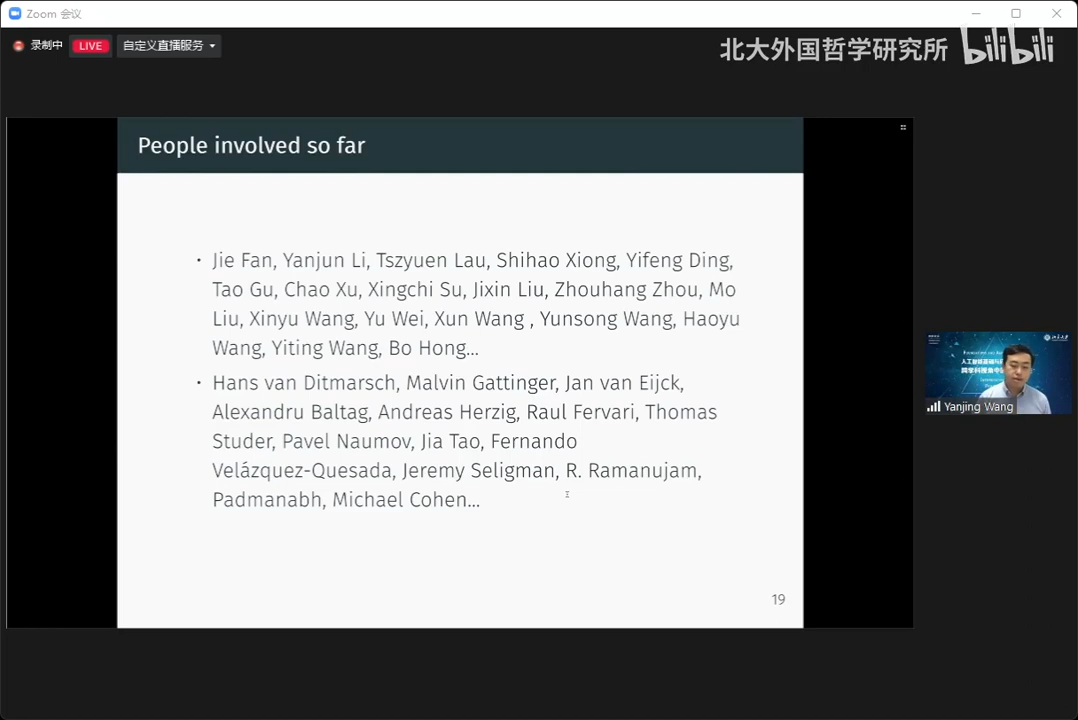 Zoom 会议
录制中 LIVE 自定义直播服务
北大外国哲学研究所 bilibili
People involved so far
• Jie Fan, Yanjun Li, Tszyuen Lau, Shihao Xiong, Yifeng Ding,
Tao Gu, Chao Xu, Xingchi Su, Jixin Liu, Zhouhang Zhou, Mo
Liu, Xinyu Wang, Yu Wei, Xun Wang , Yunsong Wang, Haoyu
Wang, Yiting Wang, Bo Hong...
• Hans van Ditmarsch, Malvin Gattinger, Jan van Eijck,
Alexandru Baltag, Andreas Herzig, Raul Fervari, Thomas
Studer, Pavel Naumov, Jia Tao, Fernando
Velázquez-Quesada, Jeremy Seligman, R. Ramanujam,
Padmanabh, Michael Cohen...
19
Yanjing Wang